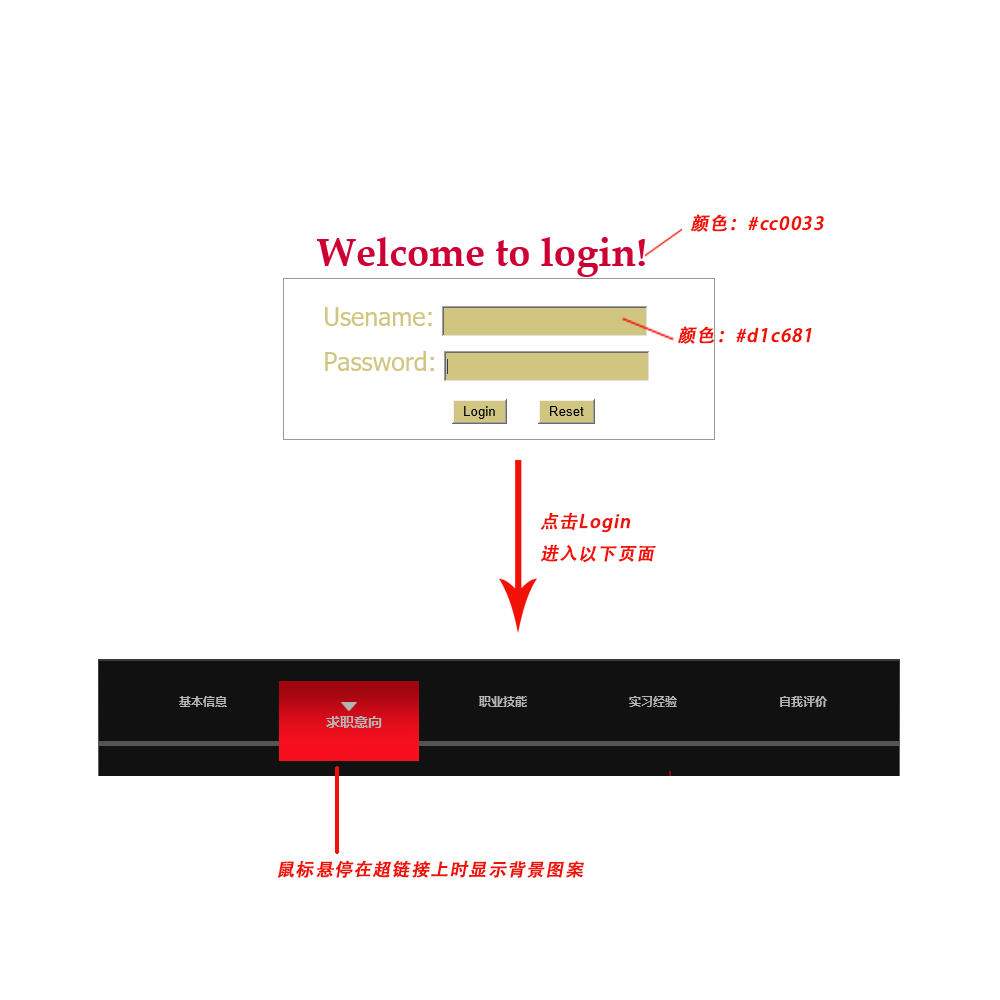 颜色：#cc0033
Welcome to login!
Usename:
颜色：#d1c681
Password:
Login Reset
点击Login
进入以下页面
基本信息 求职意向 职业技能 实习经验 自我评价
鼠标悬停在超链接上时显示背景图案